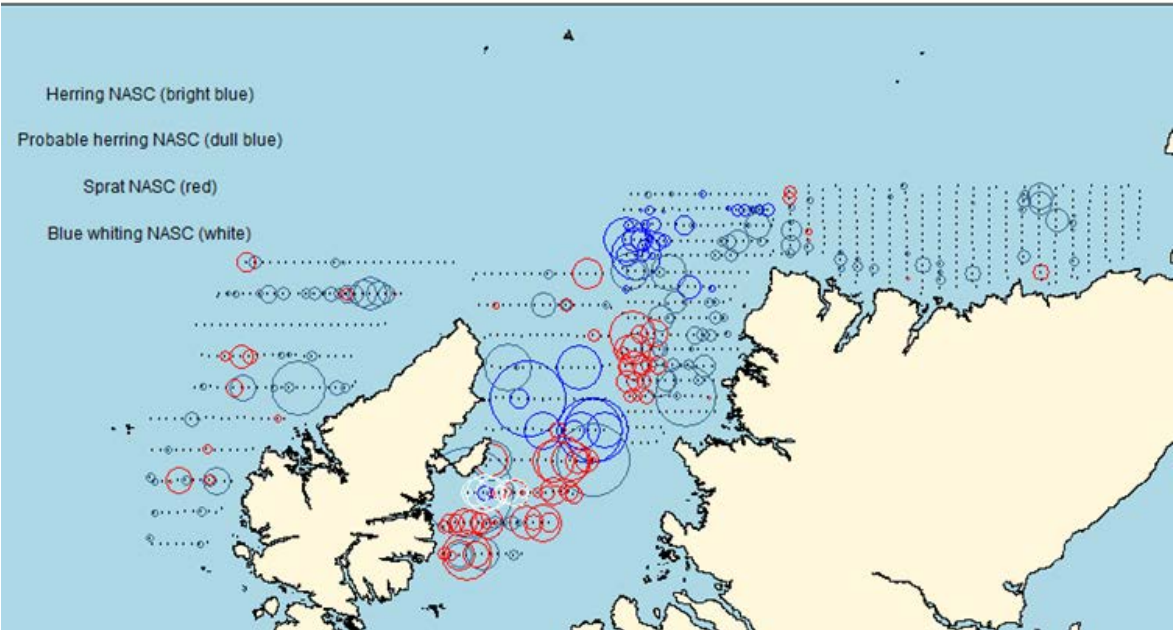 Herring NASC (bright blue)
Probable herring NASC (dull blue)
Sprat NASC (red)
Blue whiting NASC (white)